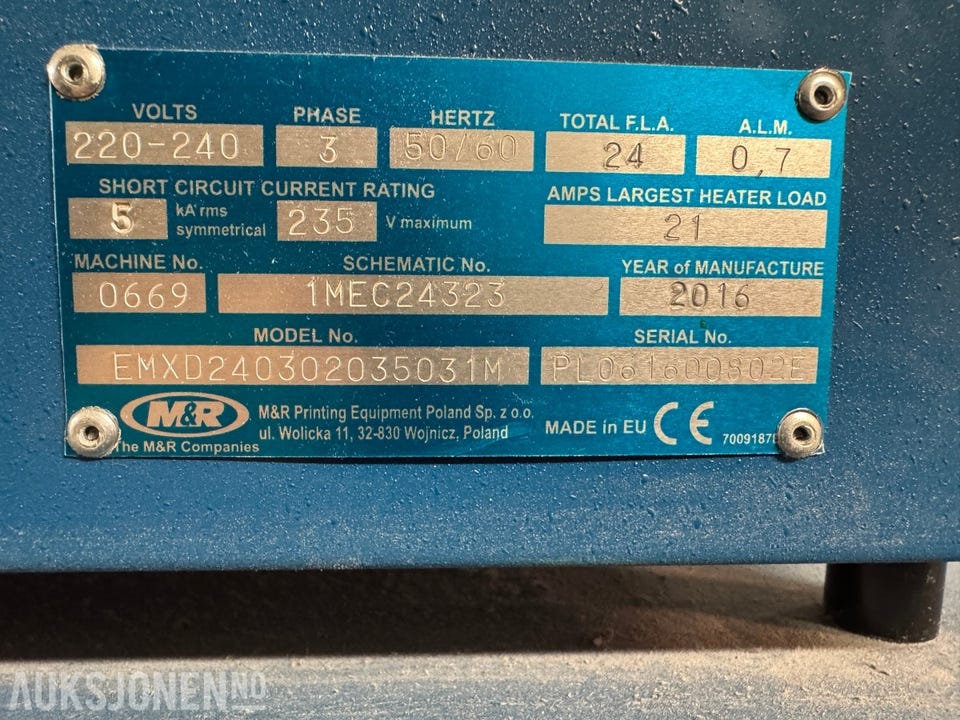 VOLTS PHASE HERTZ TOTAL F.L.A. A.L.M.
220-240 3 50/60 24 0,7
SHORT CIRCUIT CURRENT RATING AMPS LARGEST HEATER LOAD
5 kA rms symmetrical 235 V maximum 21
MACHINE No. SCHEMATIC No. YEAR of MANUFACTURE
0669 1MEC24323 2016
MODEL No. SERIAL No.
EMXD240302035031M PL061600802E
M&R M&R Printing Equipment Poland Sp. z o.o.
ul. Wolicka 11, 32-830 Wojnicz, Poland MADE in EU CE
The M&R Companies
AUKSJONEN.NO